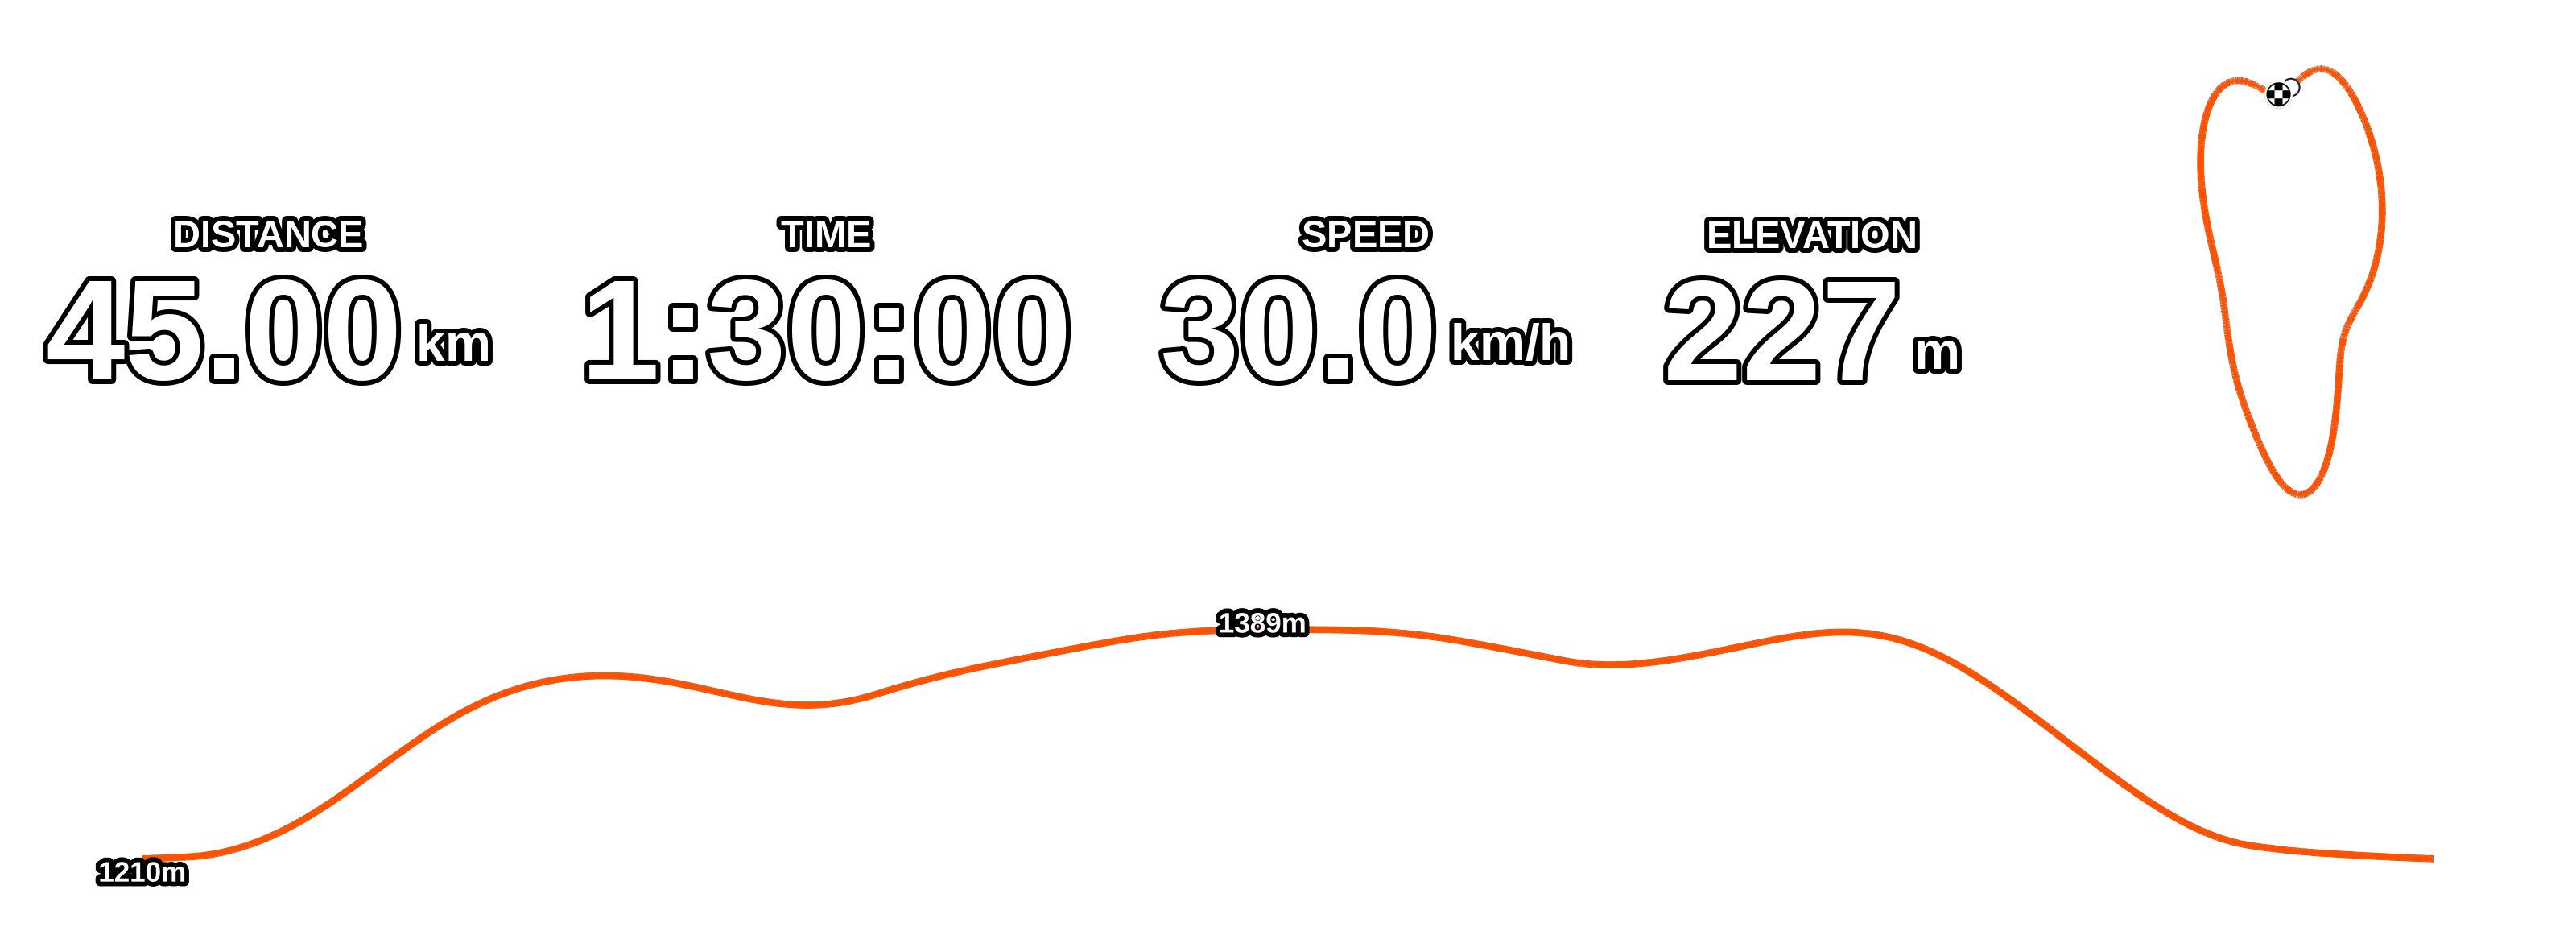 DISTANCE
45.00 km
TIME
1:30:00
SPEED
30.0 km/h
ELEVATION
227 m
1389m
1210m